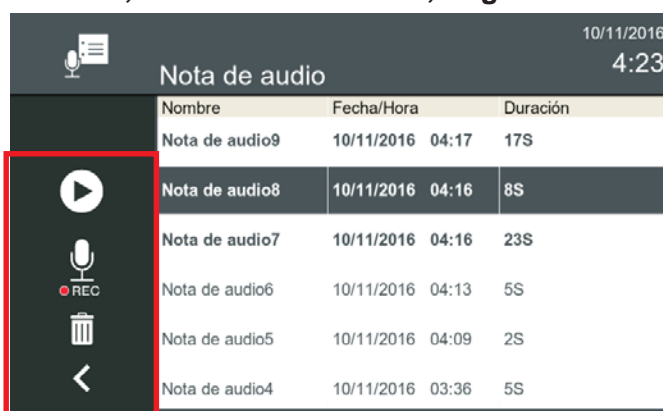 10/11/2016
Nota de audio 4:23
Nombre Fecha/Hora Duración
Nota de audio9 10/11/2016 04:17 17S
Nota de audio8 10/11/2016 04:16 8S
Nota de audio7 10/11/2016 04:16 23S
REC
Nota de audio6 10/11/2016 04:13 5S
Nota de audio5 10/11/2016 04:09 2S
Nota de audio4 10/11/2016 03:36 5S